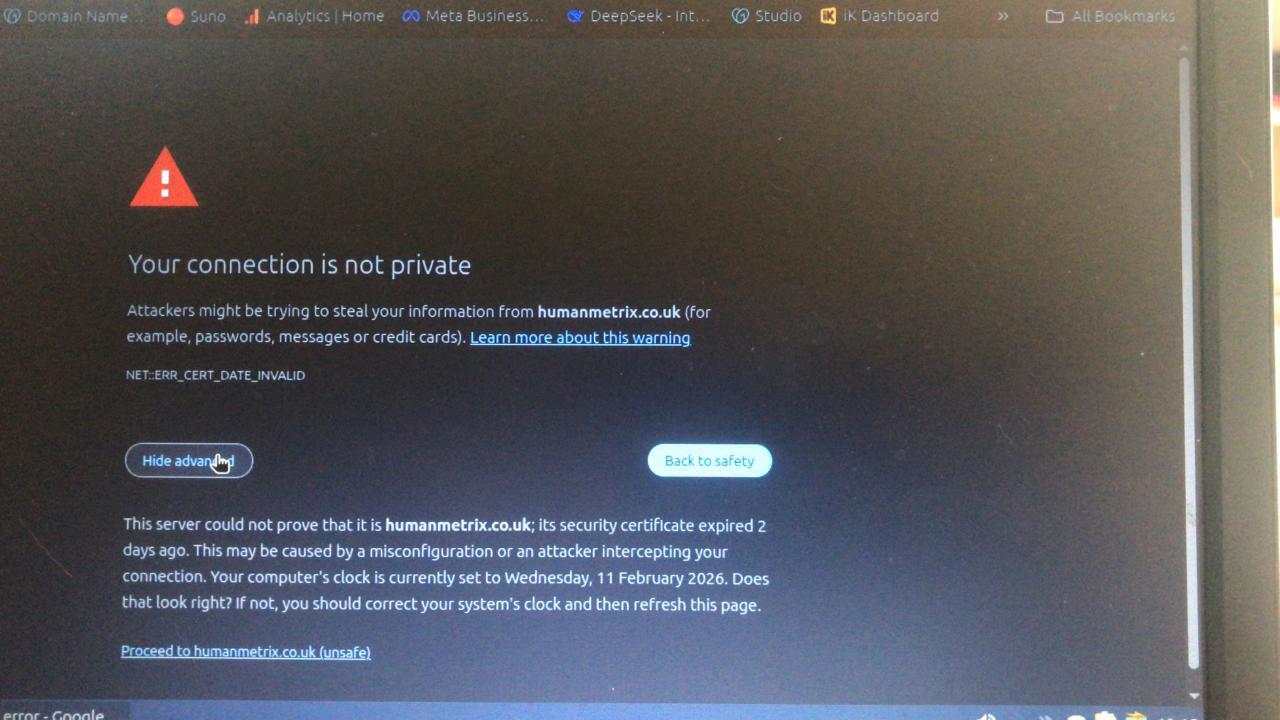 Domain Name... Suno Analytics | Home Meta Business... DeepSeek - Int... Studio iK Dashboard » All Bookmarks
Your connection is not private
Attackers might be trying to steal your information from humanmetrix.co.uk (for
example, passwords, messages or credit cards). Learn more about this warning
NET::ERR_CERT_DATE_INVALID
Hide advanced Back to safety
This server could not prove that it is humanmetrix.co.uk; its security certificate expired 2
days ago. This may be caused by a misconfiguration or an attacker intercepting your
connection. Your computer's clock is currently set to Wednesday, 11 February 2026. Does
that look right? If not, you should correct your system's clock and then refresh this page.
Proceed to humanmetrix.co.uk (unsafe)
error - Google